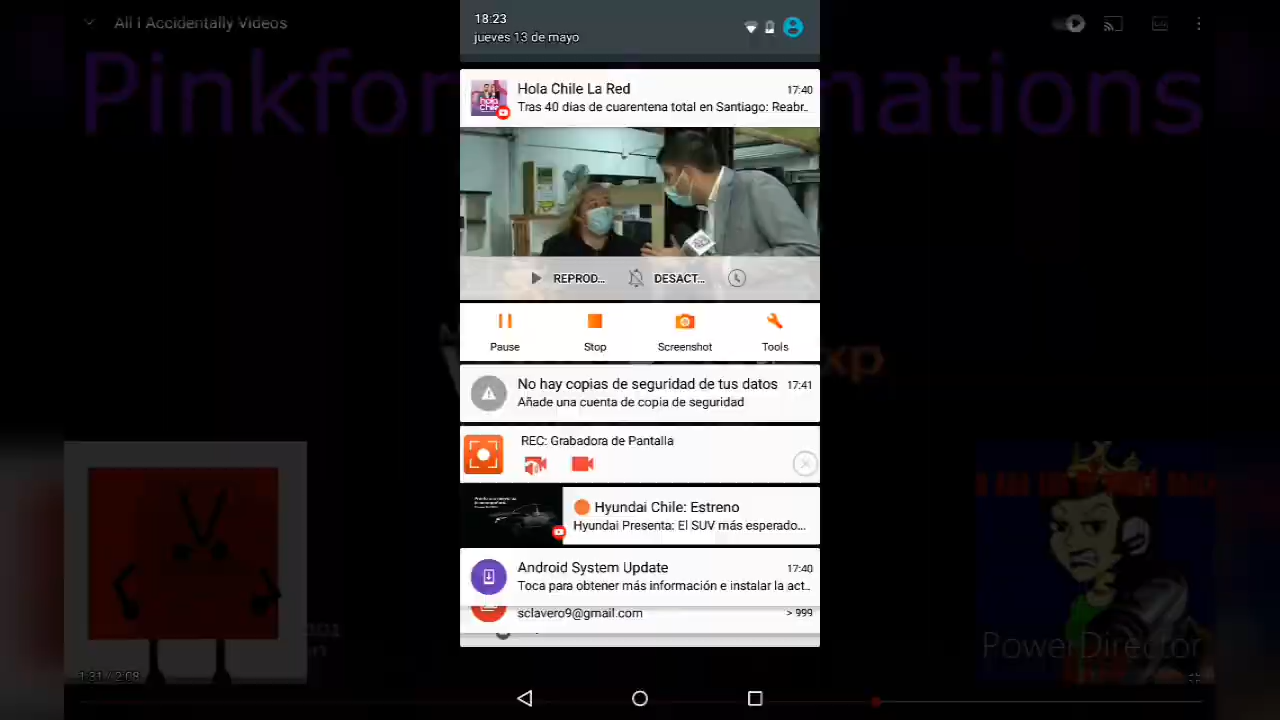 All I Accidentally Videos
18:23
jueves 13 de mayo
Hola Chile La Red
17:40
Tras 40 días de cuarentena total en Santiago: Reabr..
REPROD...
DESACT...
Pause
Stop
Screenshot
Tools
No hay copias de seguridad de tus datos
17:41
Añade una cuenta de copia de seguridad
REC: Grabadora de Pantalla
Hyundai Chile: Estreno
Hyundai Presenta: El SUV más esperado...
Android System Update
17:40
Toca para obtener más información e instalar la act..
sclavero9@gmail.com
> 999
xp
PowerDirector
1:31 / 2:08